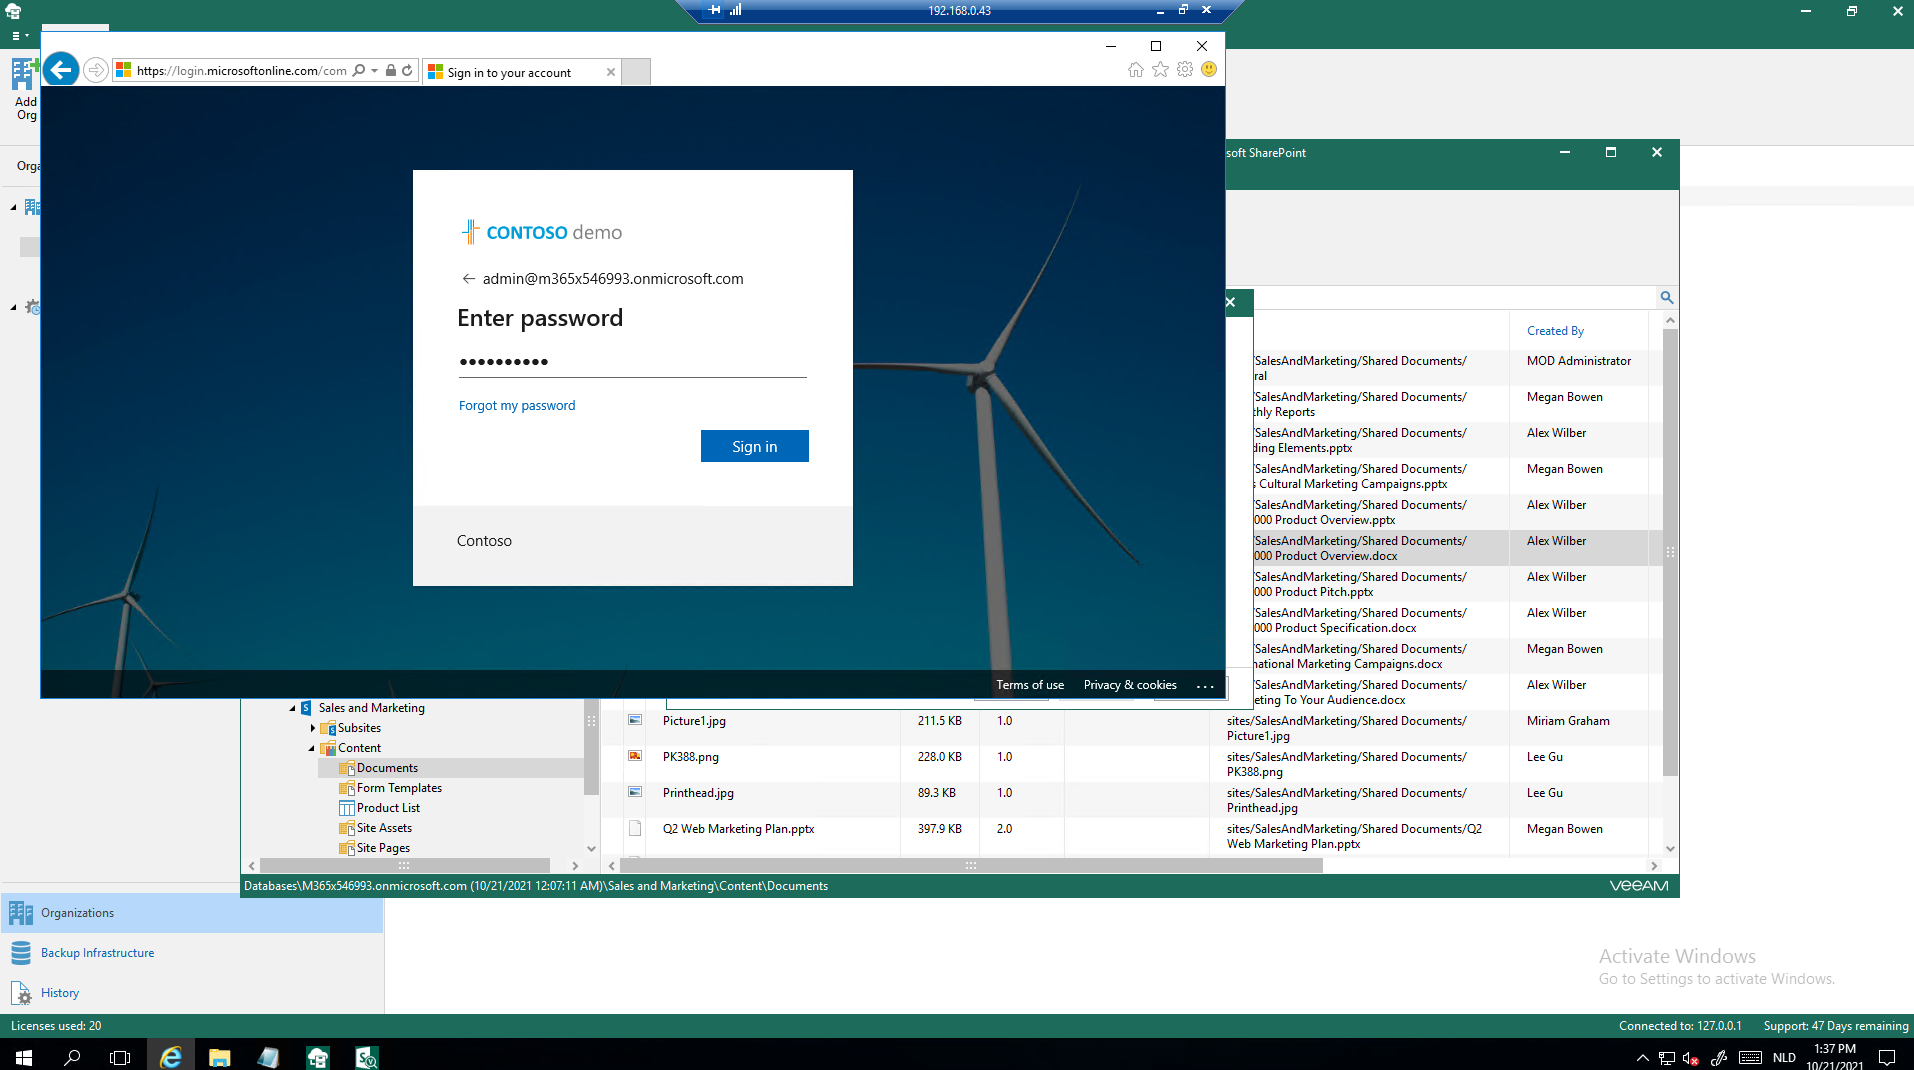 192.168.0.43
https://login.microsoftonline.com/com
Sign in to your account
Add
Org
Orga
CONTOSO demo
admin@m365x546993.onmicrosoft.com
Enter password
Forgot my password
Sign in
Contoso
Terms of use
Privacy & cookies
...
soft SharePoint
Created By
/SalesAndMarketing/Shared Documents/
ral
MOD Administrator
/SalesAndMarketing/Shared Documents/
thly Reports
Megan Bowen
/SalesAndMarketing/Shared Documents/
ding Elements.pptx
Alex Wilber
/SalesAndMarketing/Shared Documents/
s Cultural Marketing Campaigns.pptx
Megan Bowen
/SalesAndMarketing/Shared Documents/
000 Product Overview.pptx
Alex Wilber
/SalesAndMarketing/Shared Documents/
000 Product Overview.docx
Alex Wilber
/SalesAndMarketing/Shared Documents/
000 Product Pitch.pptx
Alex Wilber
/SalesAndMarketing/Shared Documents/
000 Product Specification.docx
Alex Wilber
/SalesAndMarketing/Shared Documents/
national Marketing Campaigns.docx
Megan Bowen
/SalesAndMarketing/Shared Documents/
eting To Your Audience.docx
Alex Wilber
Picture1.jpg 211.5 KB 1.0
sites/SalesAndMarketing/Shared Documents/
Picture1.jpg
Miriam Graham
PK388.png 228.0 KB 1.0
sites/SalesAndMarketing/Shared Documents/
PK388.png
Lee Gu
Printhead.jpg 89.3 KB 1.0
sites/SalesAndMarketing/Shared Documents/
Printhead.jpg
Lee Gu
Q2 Web Marketing Plan.pptx 397.9 KB 2.0
sites/SalesAndMarketing/Shared Documents/Q2
Web Marketing Plan.pptx
Megan Bowen
Sales and Marketing
Subsites
Content
Documents
Form Templates
Product List
Site Assets
Site Pages
Databases\M365x546993.onmicrosoft.com (10/21/2021 12:07:11 AM)\Sales and Marketing\Content\Documents
VEEAM
Organizations
Backup Infrastructure
History
Activate Windows
Go to Settings to activate Windows.
Licenses used: 20
Connected to: 127.0.0.1
Support: 47 Days remaining
NLD
1:37 PM
10/21/2021